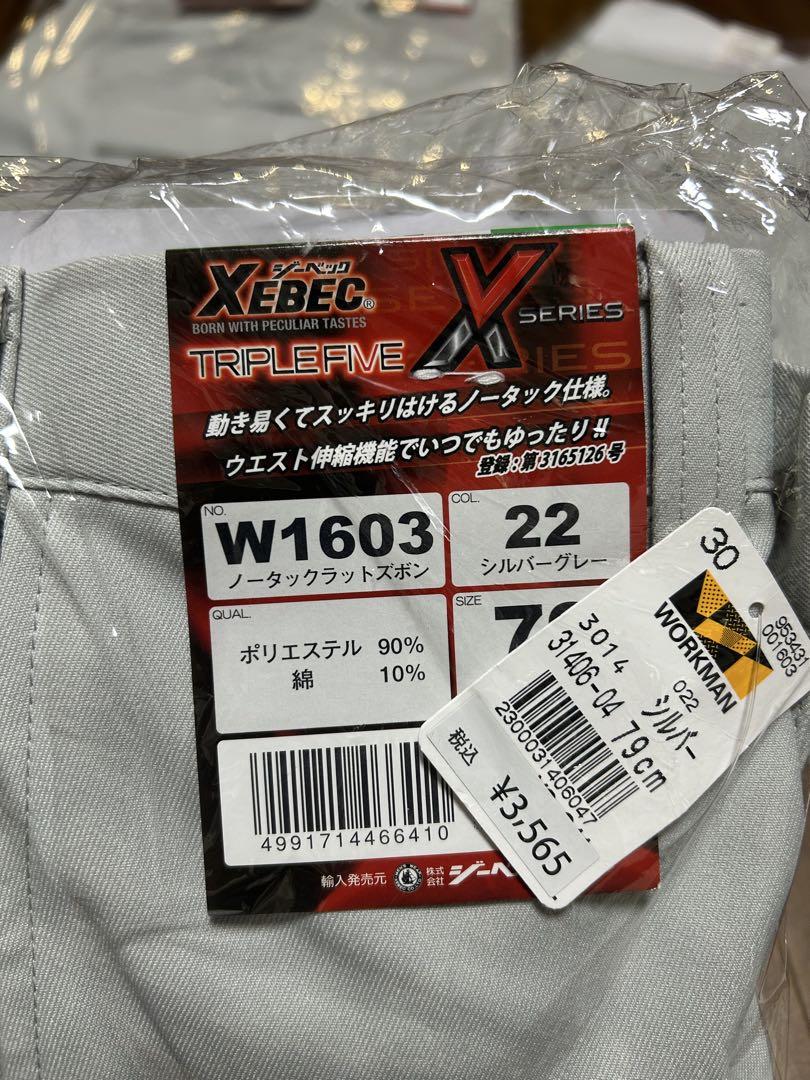 ジーベック
XEBEC®
BORN WITH PECULIAR TASTES
X SERIES
TRIPLE FIVE
動き易くてスッキリはけるノータック仕様。
ウエスト伸縮機能でいつでもゆったり!!
登録:第3165126号
NO.
W1603
ノータックラットズボン
COL.
22
シルバーグレー
QUAL.
ポリエステル 90%
綿 10%
SIZE
4991714466410
輸入発売元
株式会社
ジーベッ
30
WORKMAN
953431
001603
3014
022
シルバー
31406-04 79cm
2300031406047
税込
¥3,565